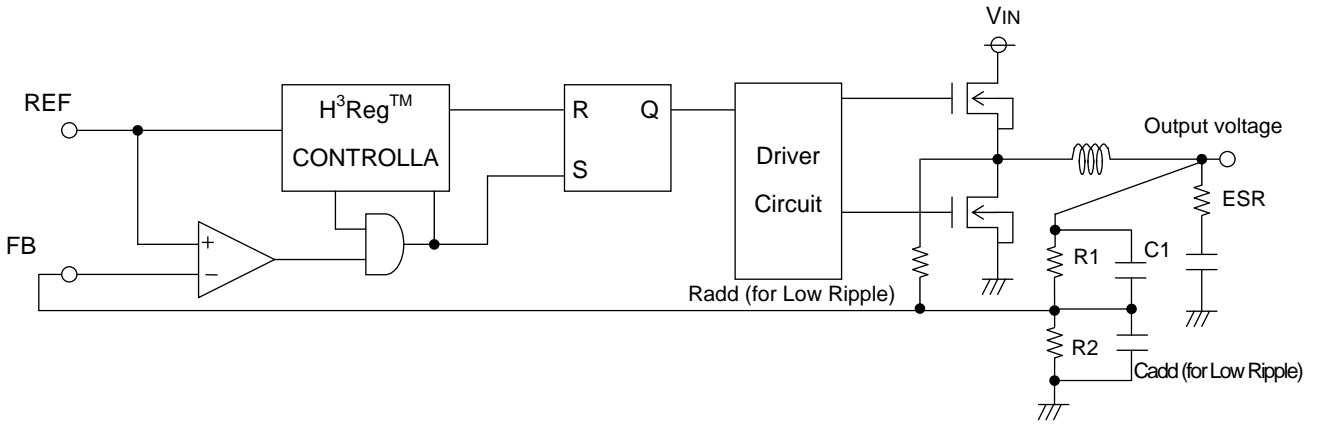 VIN
REF
H³Reg™
CONTROLLA
R
Q
S
Driver
Circuit
Output voltage
ESR
FB
+
−
R1
C1
Radd (for Low Ripple)
R2
Cadd (for Low Ripple)